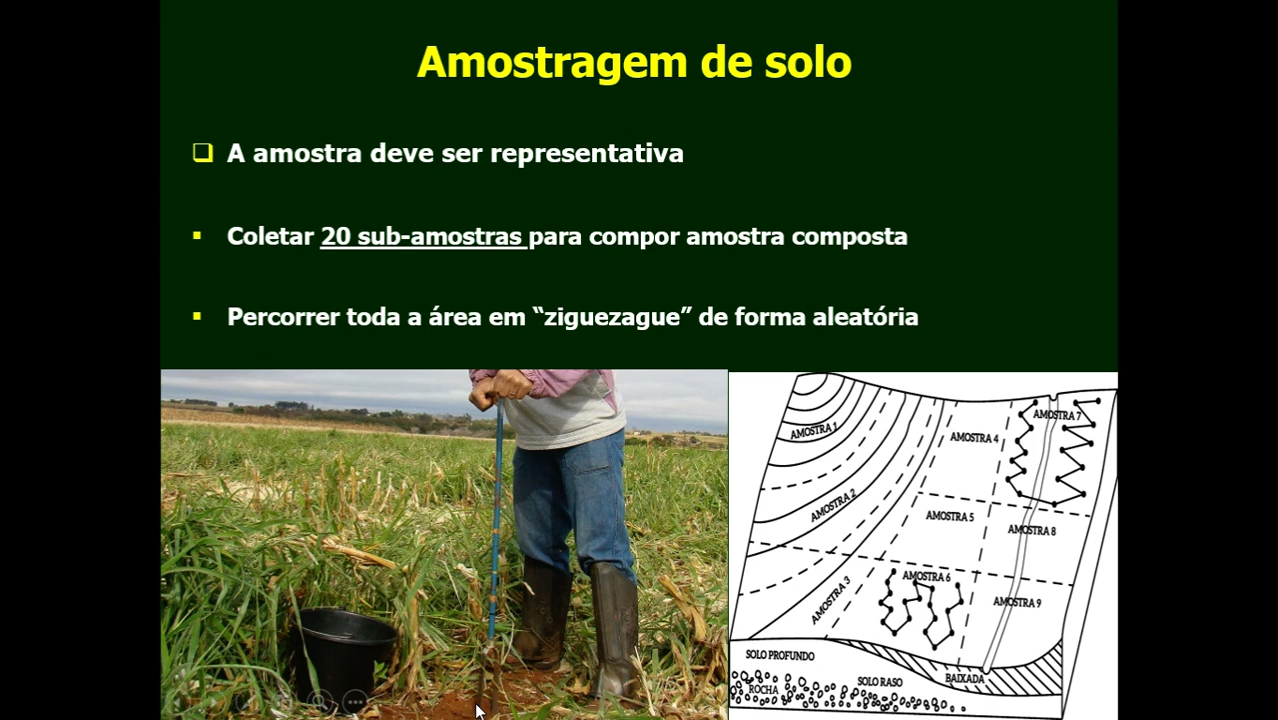 Amostragem de solo
A amostra deve ser representativa
Coletar 20 sub-amostras para compor amostra composta
Percorrer toda a área em “ziguezague” de forma aleatória
AMOSTRA 1
AMOSTRA 4
AMOSTRA 7
AMOSTRA 2
AMOSTRA 5
AMOSTRA 8
AMOSTRA 3
AMOSTRA 6
AMOSTRA 9
SOLO PROFUNDO
SOLO RASO
BAIXADA
ROCHA